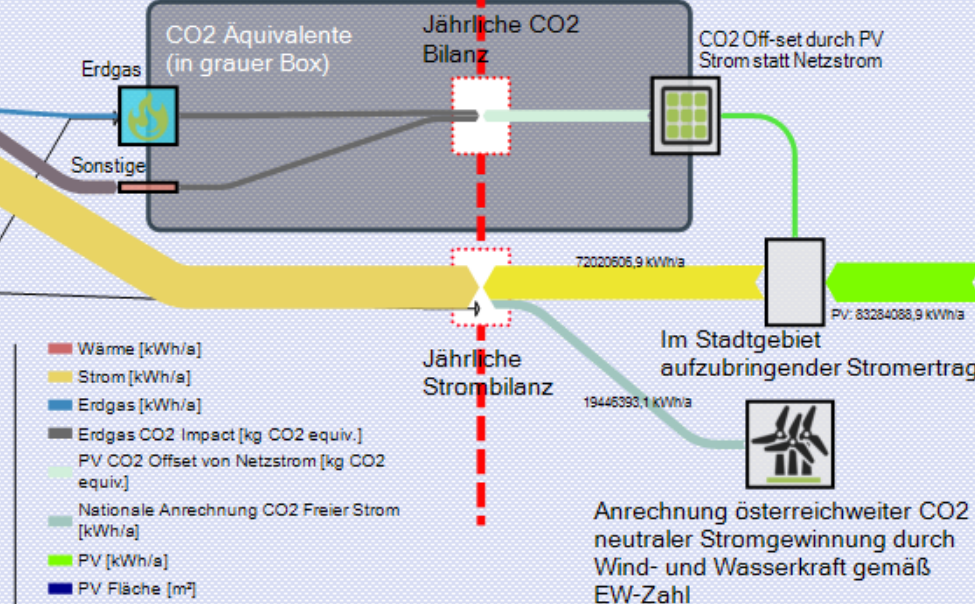 Jährliche CO2
Bilanz
CO2 Äquivalente
(in grauer Box)
CO2 Off-set durch PV
Strom statt Netzstrom
Erdgas
Sonstige
72020606,9 kWh/a
PV: 83284088,9 kWh/a
Im Stadtgebiet
aufzubringender Stromertrag
Jährliche
Strombilanz
19446393,1 kWh/a
Wärme [kWh/a]
Strom [kWh/a]
Erdgas [kWh/a]
Erdgas CO2 Impact [kg CO2 equiv.]
PV CO2 Offset von Netzstrom [kg CO2
equiv.]
Nationale Anrechnung CO2 Freier Strom
[kWh/a]
PV [kWh/a]
PV Fläche [m²]
Anrechnung österreichweiter CO2
neutraler Stromgewinnung durch
Wind- und Wasserkraft gemäß
EW-Zahl